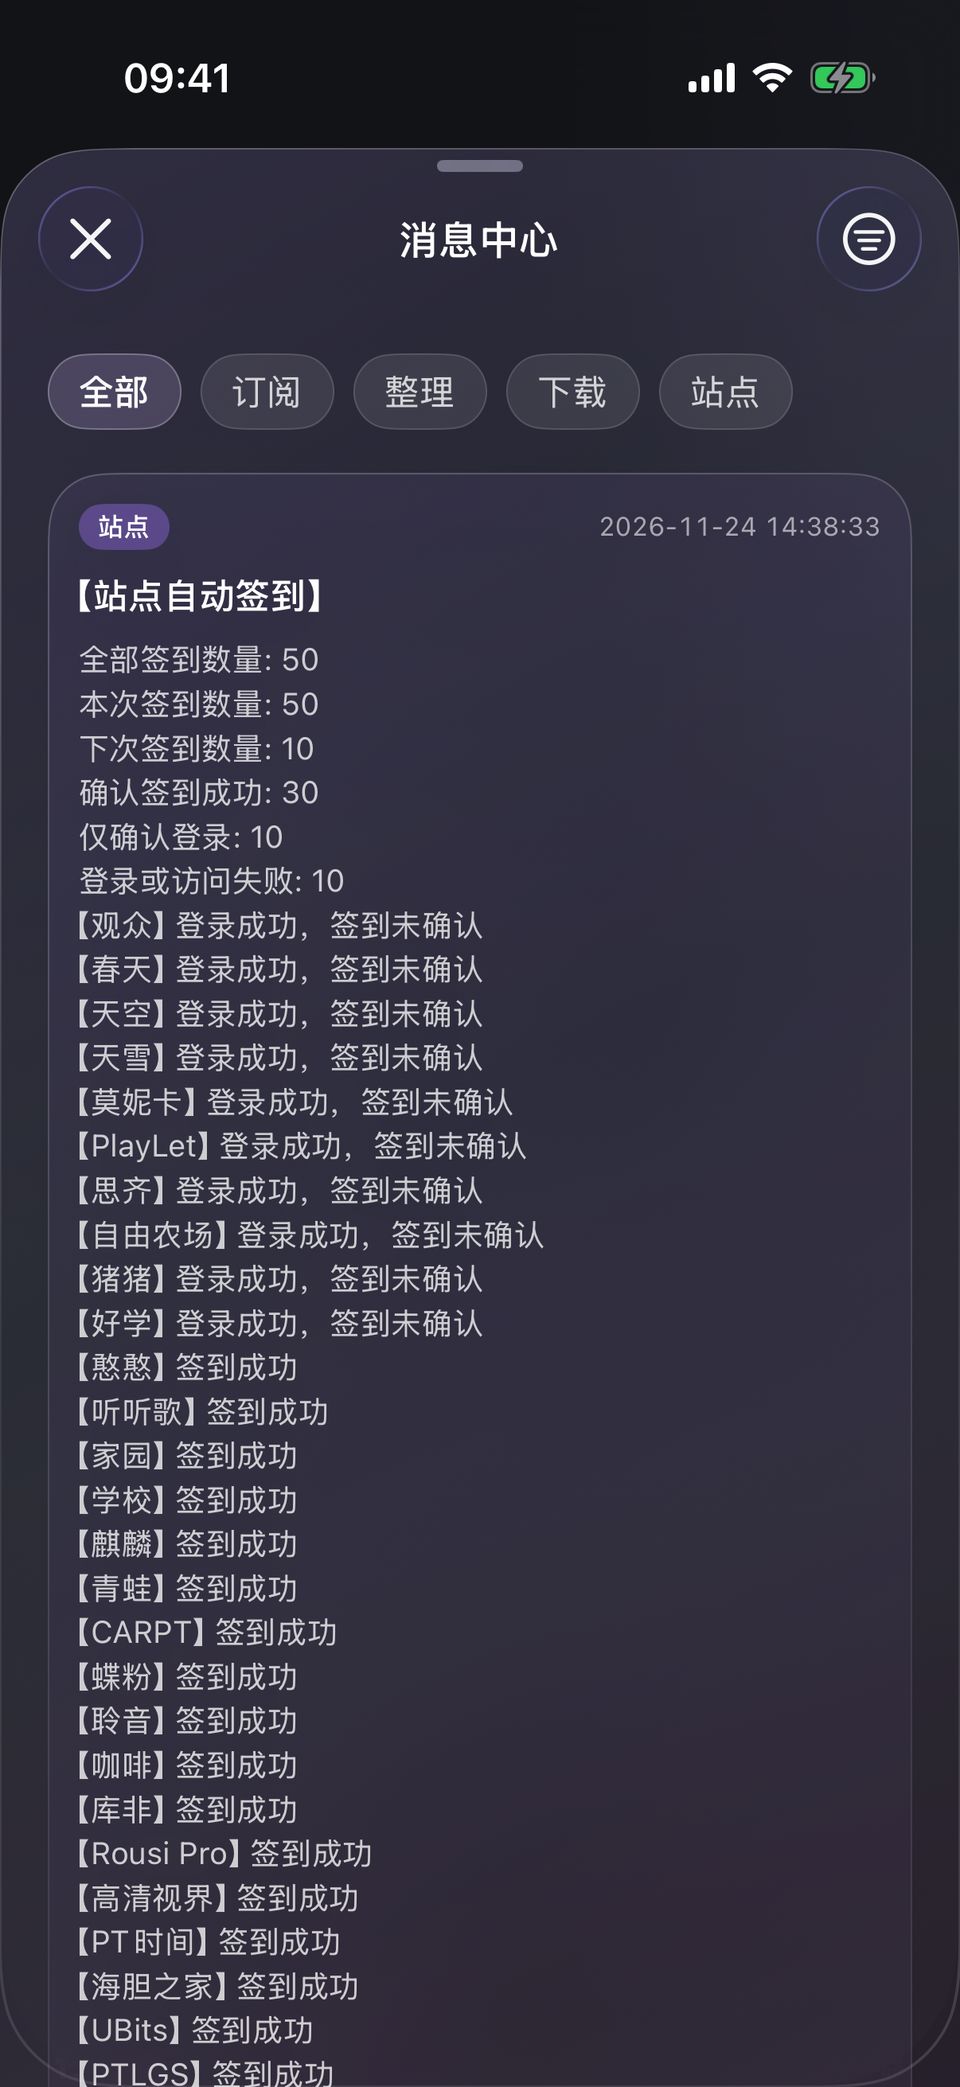 09:41
消息中心
全部 订阅 整理 下载 站点
站点 2026-11-24 14:38:33
【站点自动签到】
全部签到数量: 50
本次签到数量: 50
下次签到数量: 10
确认签到成功: 30
仅确认登录: 10
登录或访问失败: 10
【观众】登录成功，签到未确认
【春天】登录成功，签到未确认
【天空】登录成功，签到未确认
【天雪】登录成功，签到未确认
【莫妮卡】登录成功，签到未确认
【PlayLet】登录成功，签到未确认
【思齐】登录成功，签到未确认
【自由农场】登录成功，签到未确认
【猪猪】登录成功，签到未确认
【好学】登录成功，签到未确认
【憨憨】签到成功
【听听歌】签到成功
【家园】签到成功
【学校】签到成功
【麒麟】签到成功
【青蛙】签到成功
【CARPT】签到成功
【蝶粉】签到成功
【聆音】签到成功
【咖啡】签到成功
【库非】签到成功
【Rousi Pro】签到成功
【高清视界】签到成功
【PT时间】签到成功
【海胆之家】签到成功
【UBits】签到成功
【PTLGS】签到成功